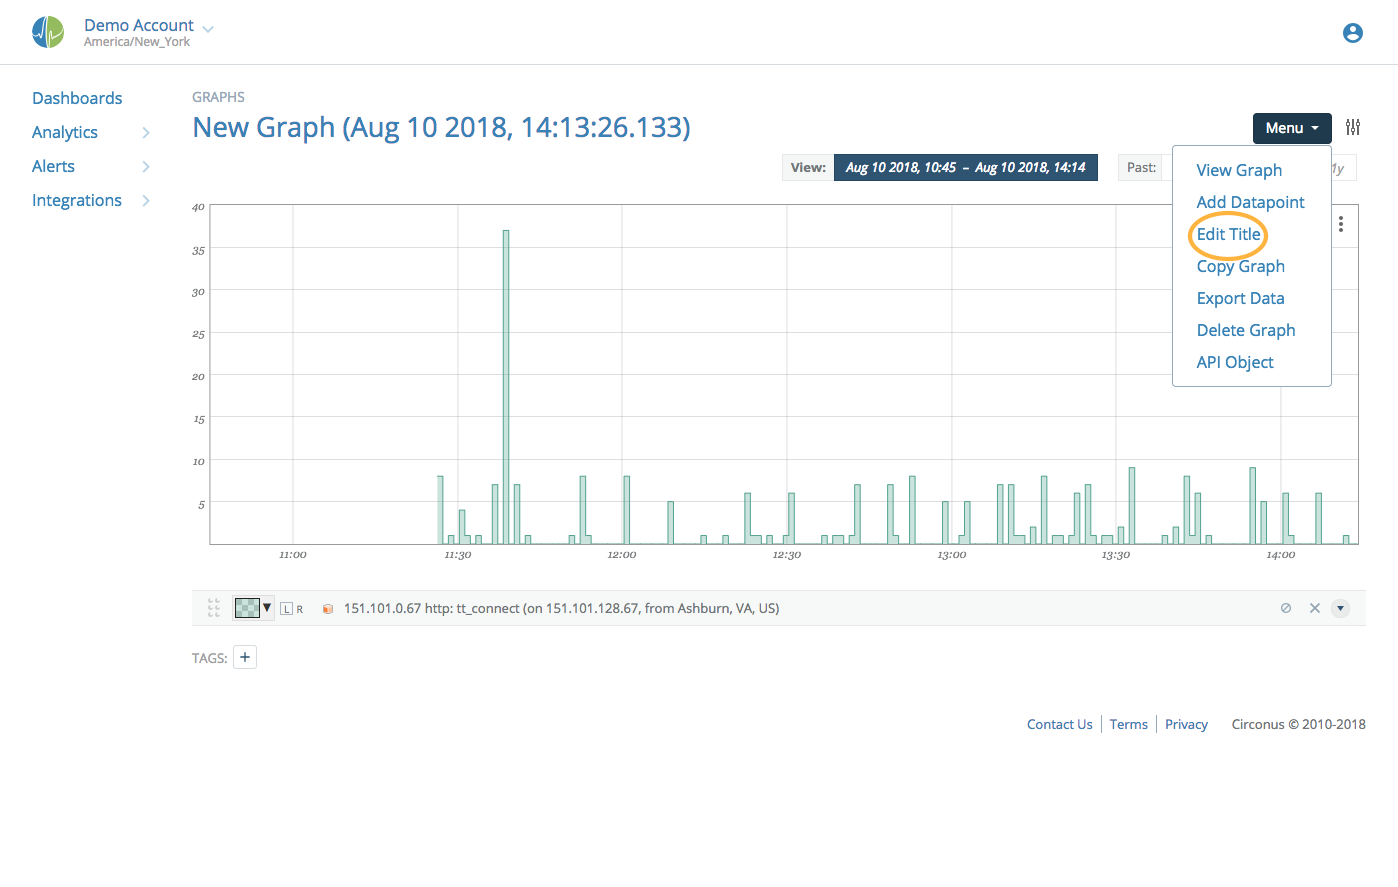 Demo Account
America/New_York
Dashboards
Analytics
Alerts
Integrations
GRAPHS
New Graph (Aug 10 2018, 14:13:26.133)
Menu
View: Aug 10 2018, 10:45 – Aug 10 2018, 14:14 Past: 1y
View Graph
Add Datapoint
Edit Title
Copy Graph
Export Data
Delete Graph
API Object
40
35
30
25
20
15
10
5
11:00 11:30 12:00 12:30 13:00 13:30 14:00
L R 151.101.0.67 http: tt_connect (on 151.101.128.67, from Ashburn, VA, US)
TAGS: +
Contact Us Terms Privacy Circonus © 2010-2018